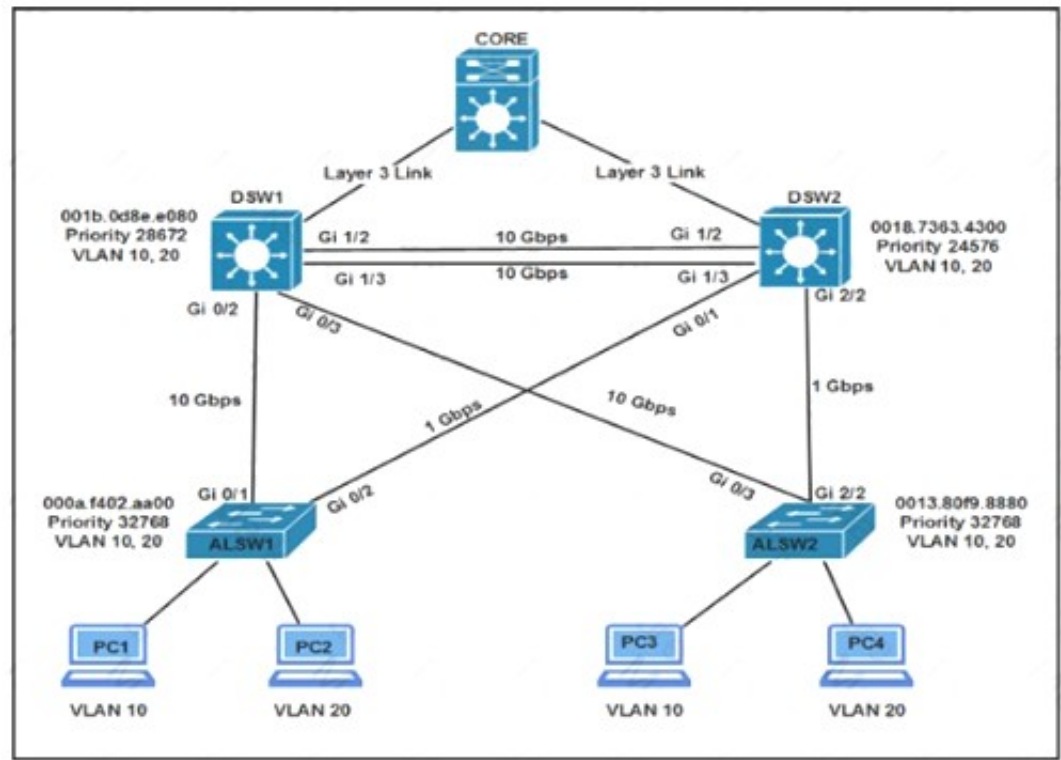 CORE
Layer 3 Link
Layer 3 Link
DSW1
DSW2
001b.0d8e.e080
Priority 28672
VLAN 10, 20
0018.7363.4300
Priority 24576
VLAN 10, 20
Gi 1/2
10 Gbps
Gi 1/2
Gi 1/3
10 Gbps
Gi 1/3
Gi 0/2
Gi 0/3
Gi 0/1
Gi 2/2
10 Gbps
1 Gbps
10 Gbps
1 Gbps
000a.f402.aa00
Priority 32768
VLAN 10, 20
Gi 0/1
Gi 0/2
Gi 0/3
Gi 2/2
0013.80f9.8880
Priority 32768
VLAN 10, 20
ALSW1
ALSW2
PC1
PC2
PC3
PC4
VLAN 10
VLAN 20
VLAN 10
VLAN 20